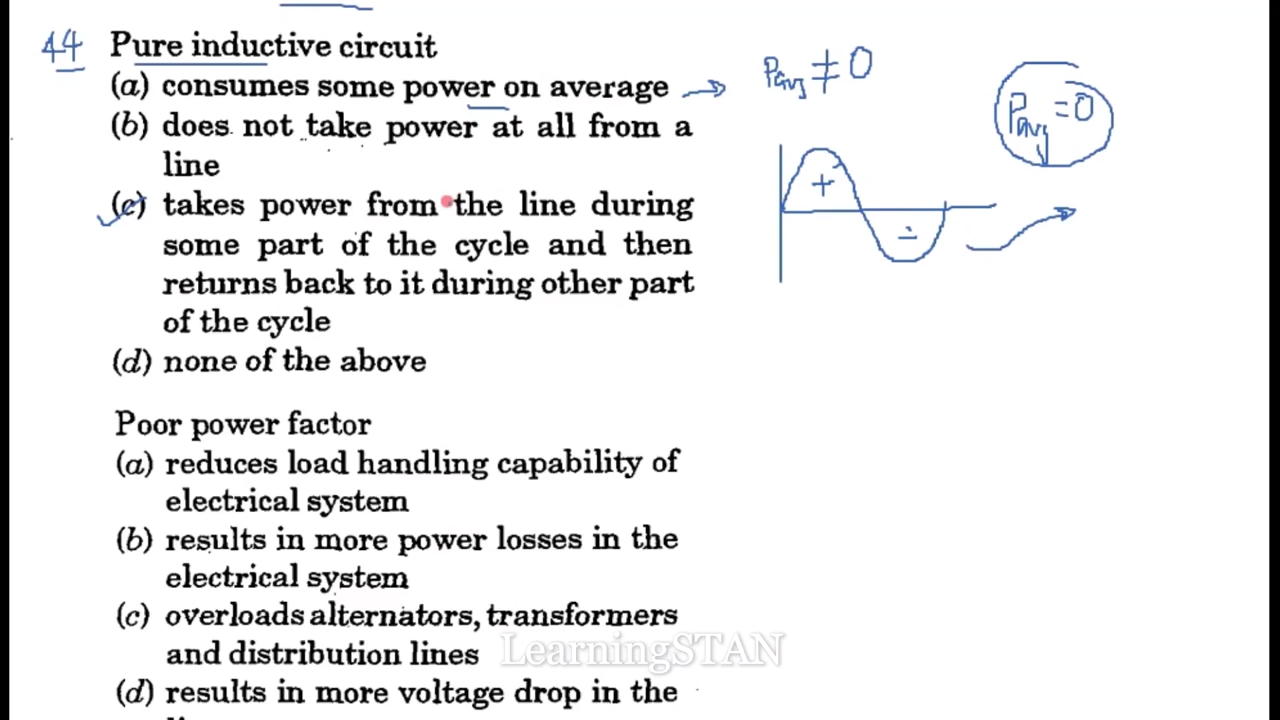 44 Pure inductive circuit
(a) consumes some power on average → Pavg ≠ 0
Pavg = 0
(b) does not take power at all from a
line
(c) takes power from the line during
some part of the cycle and then
returns back to it during other part
of the cycle
(d) none of the above
+
-
Poor power factor
(a) reduces load handling capability of
electrical system
(b) results in more power losses in the
electrical system
(c) overloads alternators, transformers
and distribution lines
LearningSTAN
(d) results in more voltage drop in the